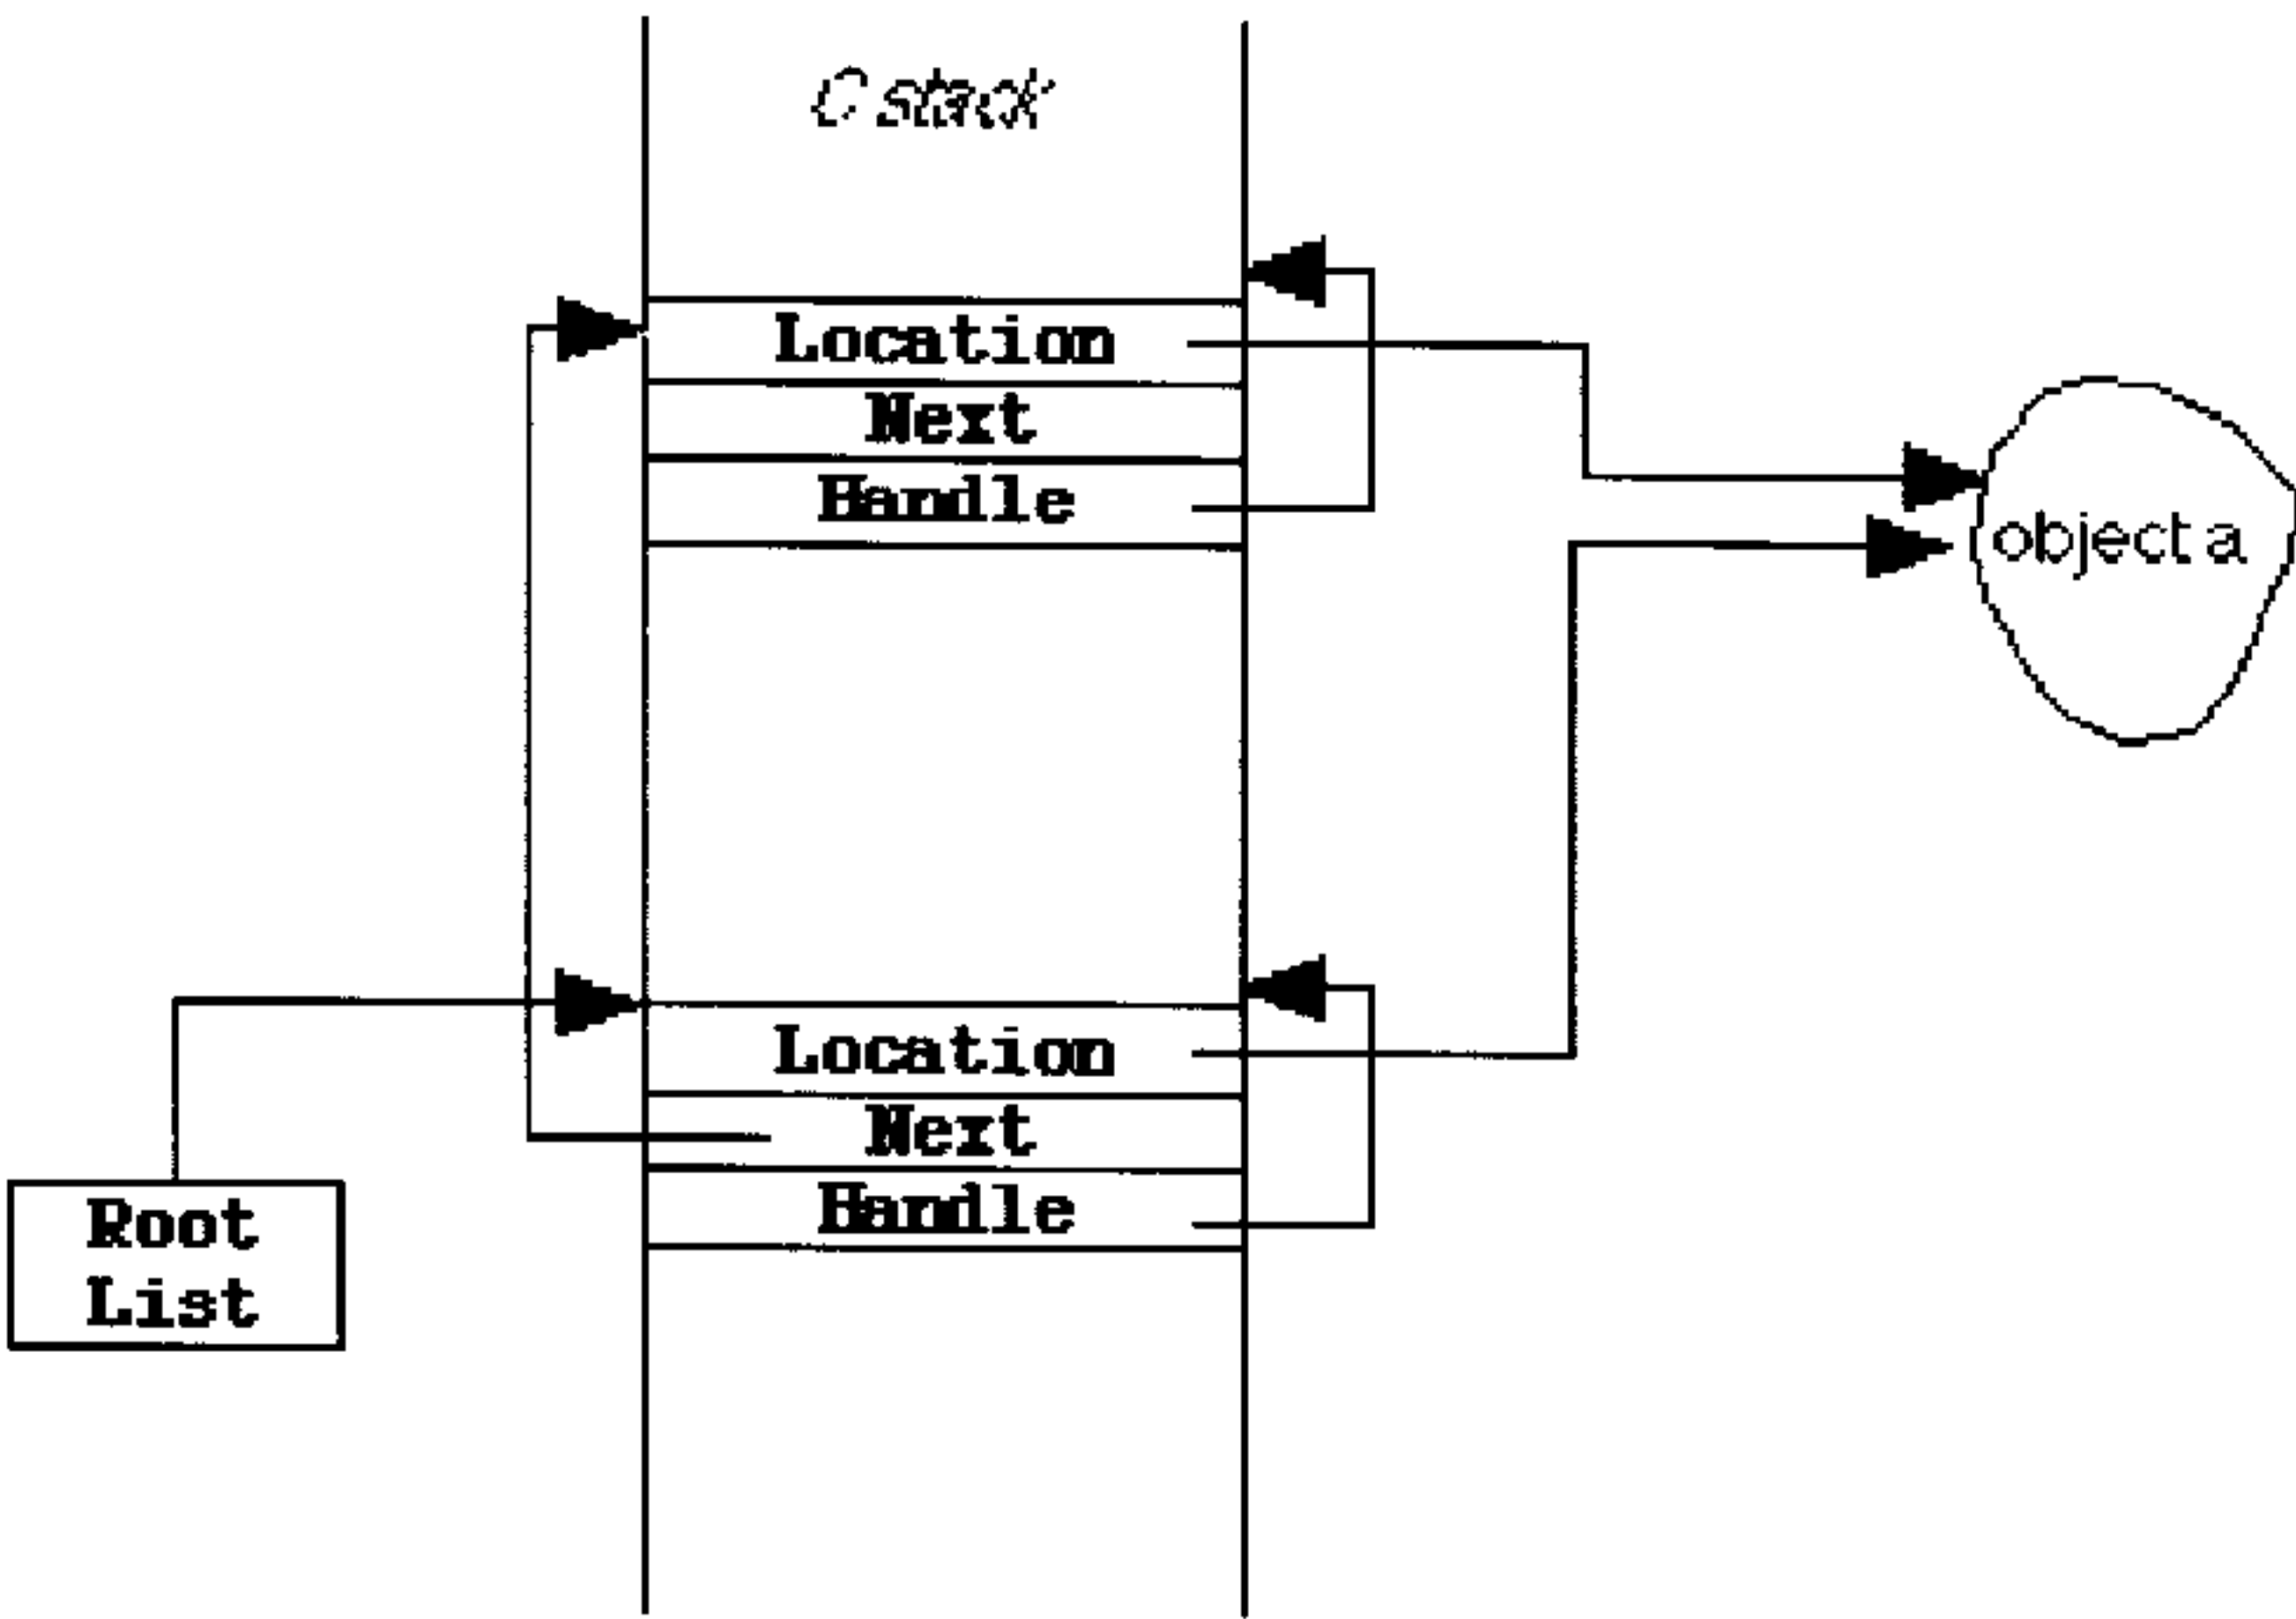 C stack
Location
Next
Handle
object a
Location
Next
Handle
Root
List